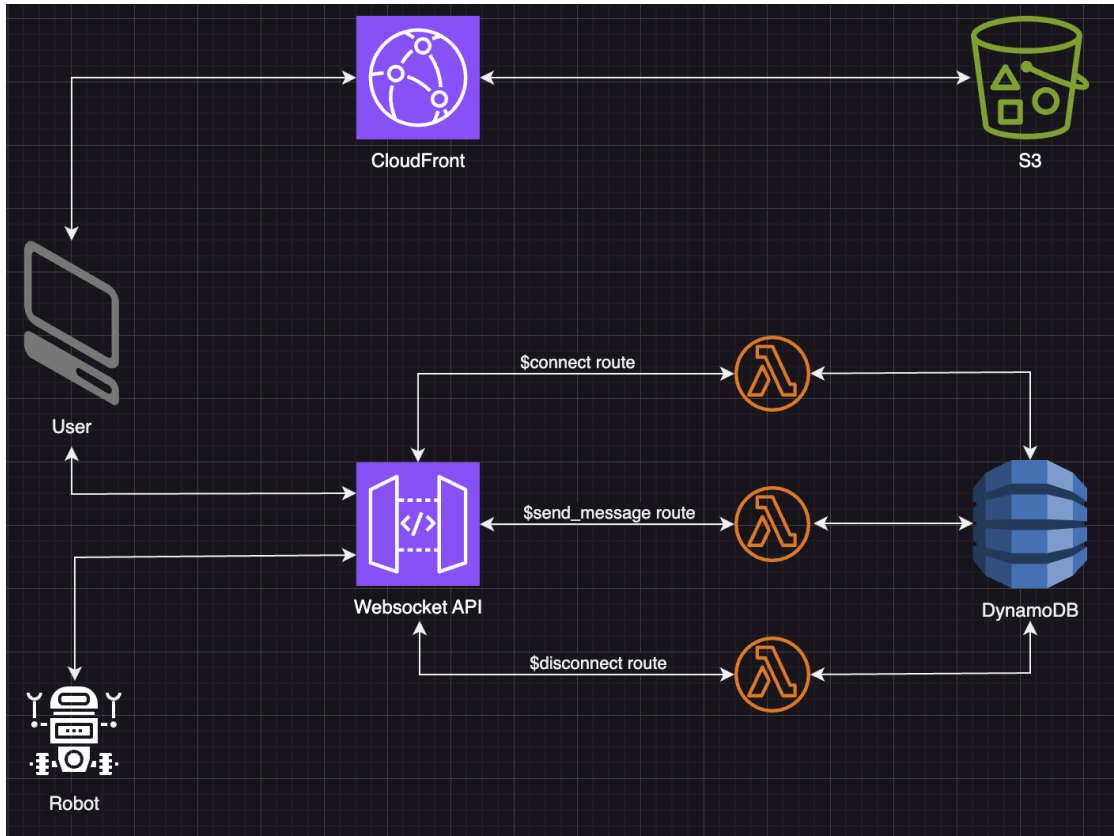 CloudFront
S3
User
$connect route
$send_message route
</>
Websocket API
DynamoDB
$disconnect route
Robot